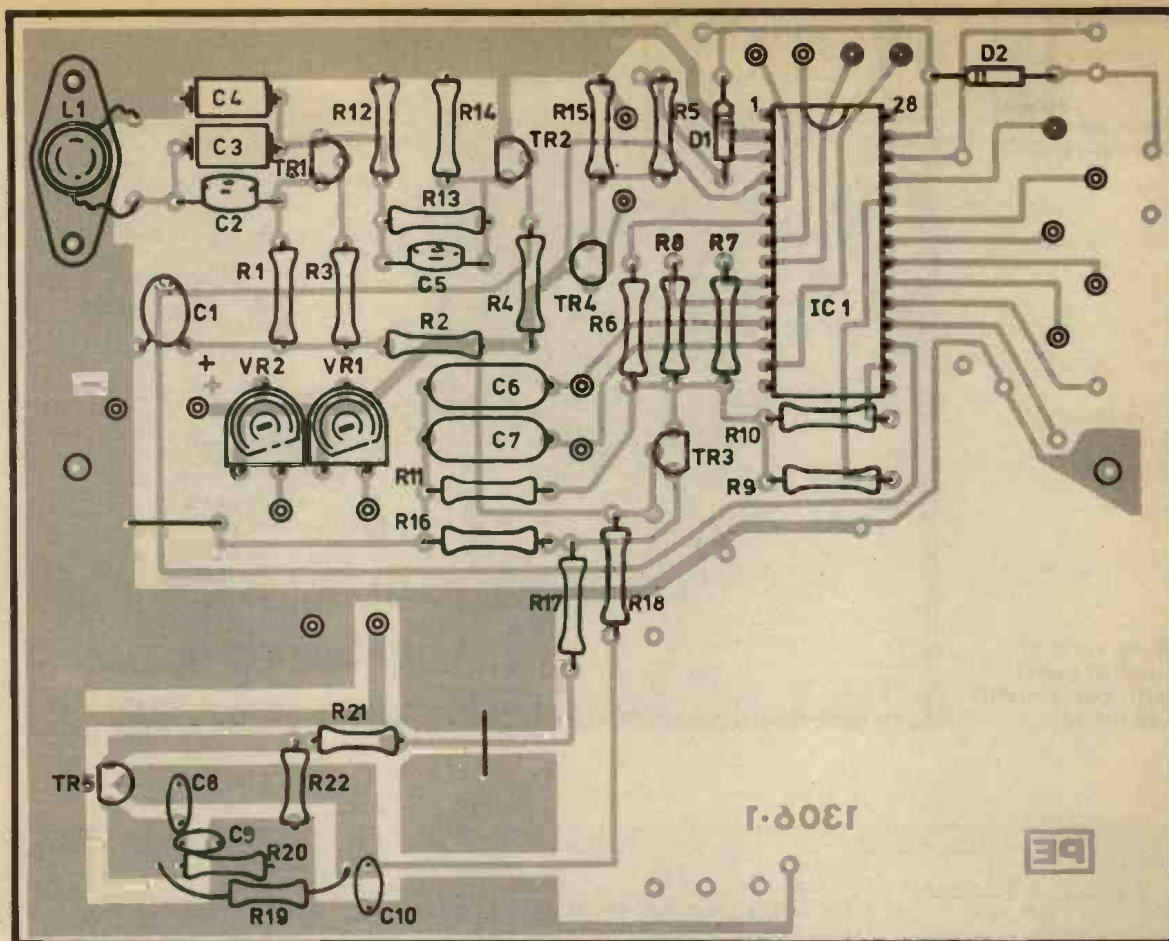 D2
L1
C4
R12
R14
R15
R5
1
28
D1
C3
TR1
TR2
C2
R13
R8
R7
R1
R3
C5
R4
TR4
C1
R6
IC 1
R2
+
+
VR2
VR1
C6
C7
R10
TR3
R11
R9
R16
R17
R18
R21
TR5
C8
R22
C9
1306·1
R20
PE
R19
C10